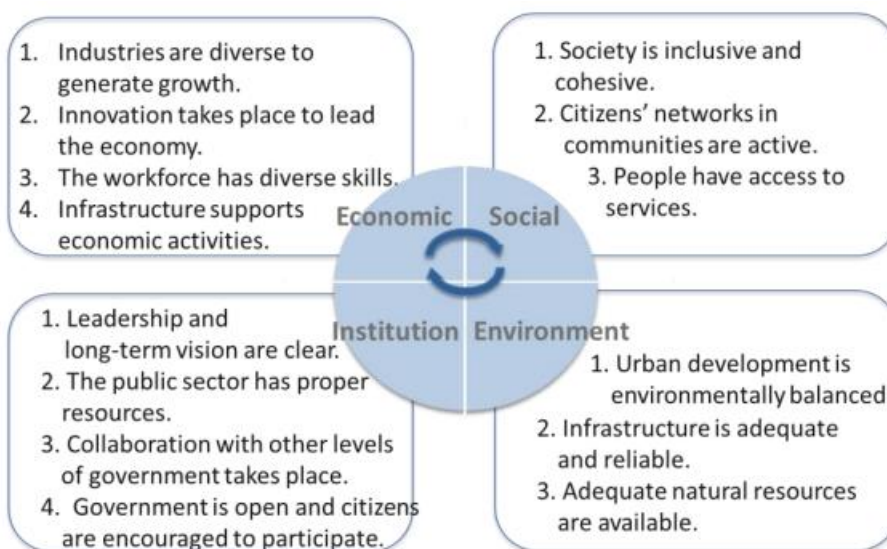 1. Industries are diverse to
generate growth.
2. Innovation takes place to lead
the economy.
3. The workforce has diverse skills.
4. Infrastructure supports
economic activities.
1. Society is inclusive and
cohesive.
2. Citizens’ networks in
communities are active.
3. People have access to
services.
Economic
Social
Institution
Environment
1. Leadership and
long-term vision are clear.
2. The public sector has proper
resources.
3. Collaboration with other levels
of government takes place.
4. Government is open and citizens
are encouraged to participate.
1. Urban development is
environmentally balanced
2. Infrastructure is adequate
and reliable.
3. Adequate natural resources
are available.